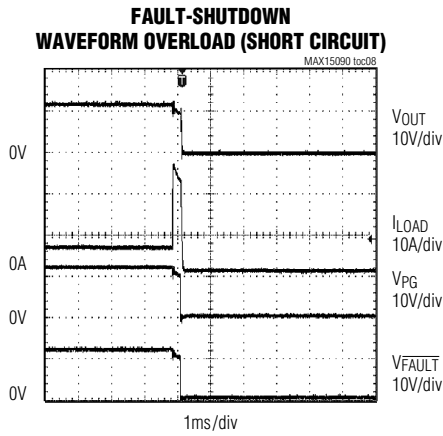 FAULT-SHUTDOWN
WAVEFORM OVERLOAD (SHORT CIRCUIT)
MAX15090 toc08
T
0V
VOUT
10V/div
ILOAD
10A/div
0A
VPG
10V/div
0V
VFAULT
10V/div
0V
1ms/div